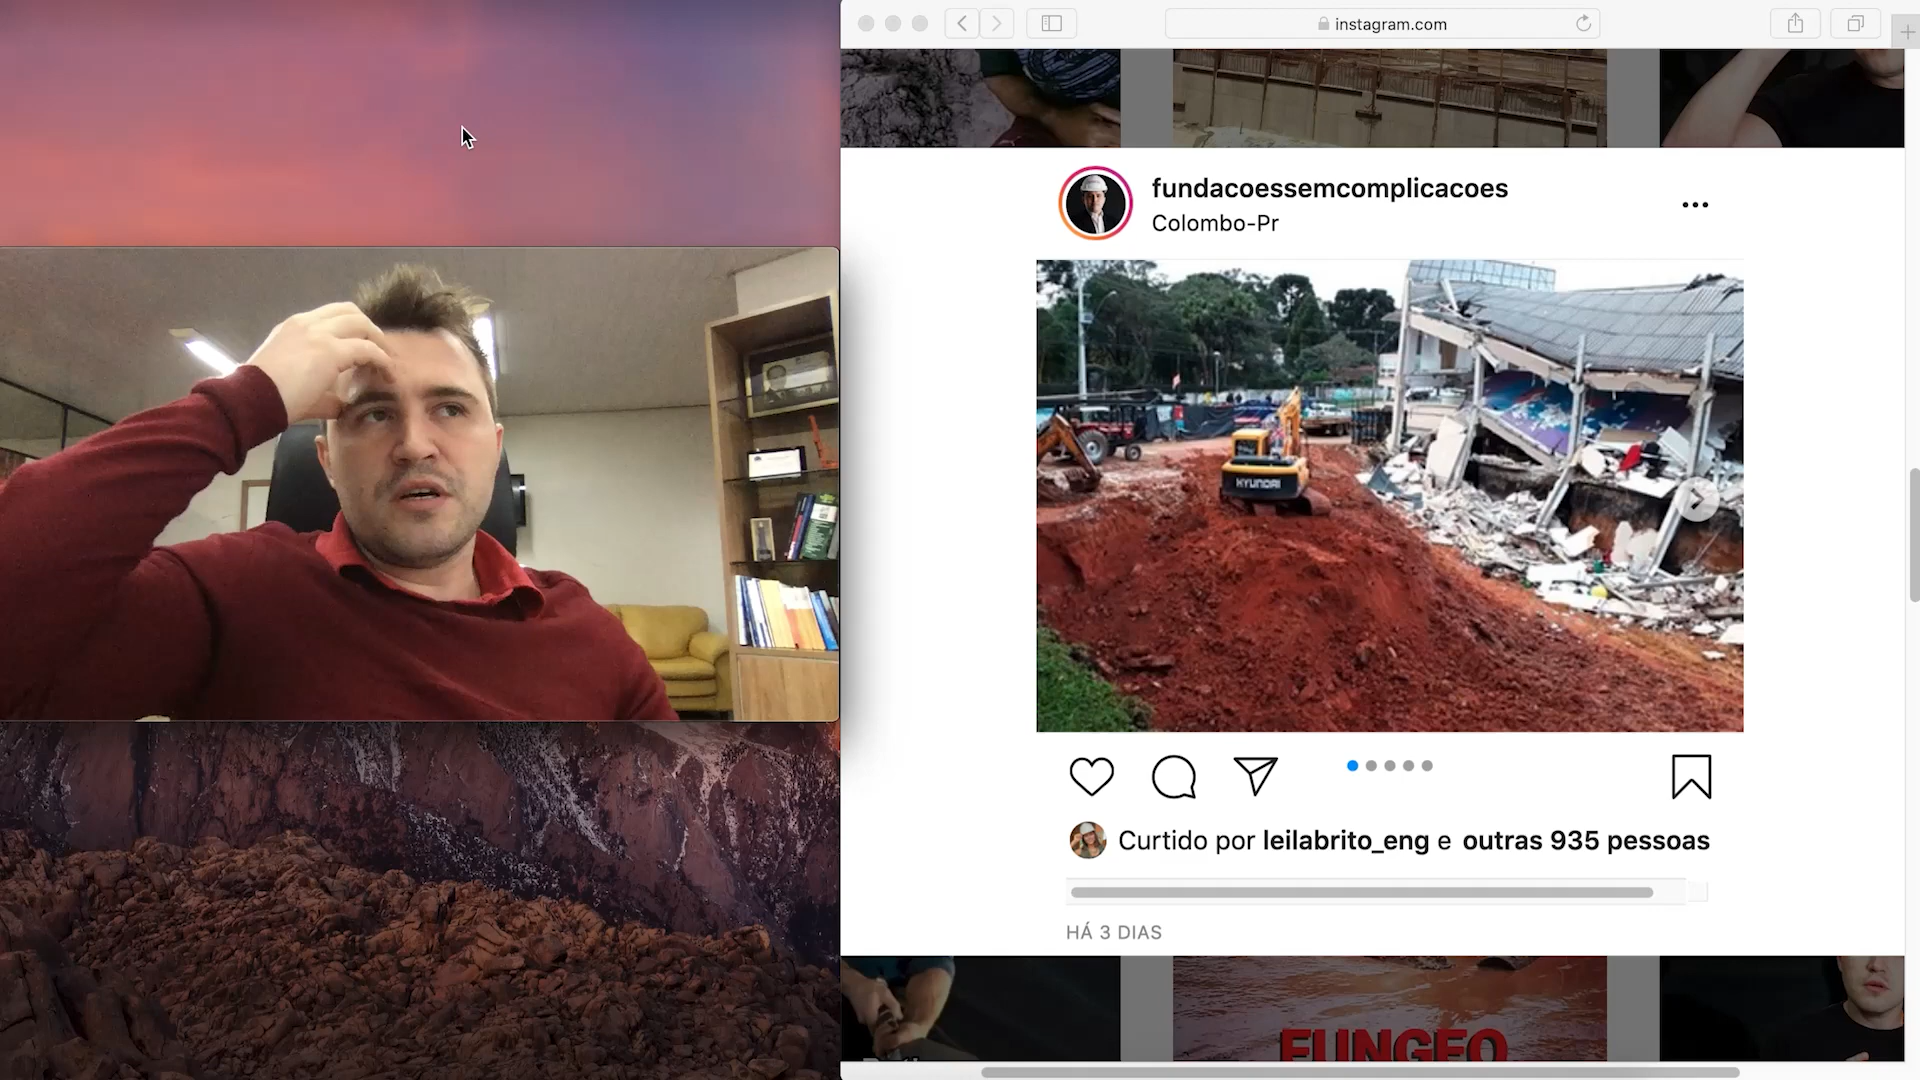 instagram.com
fundacoessemcomplicacoes
Colombo-Pr
HYUNDAI
Curtido por leilabrito_eng e outras 935 pessoas
HÁ 3 DIAS
FUNGEO